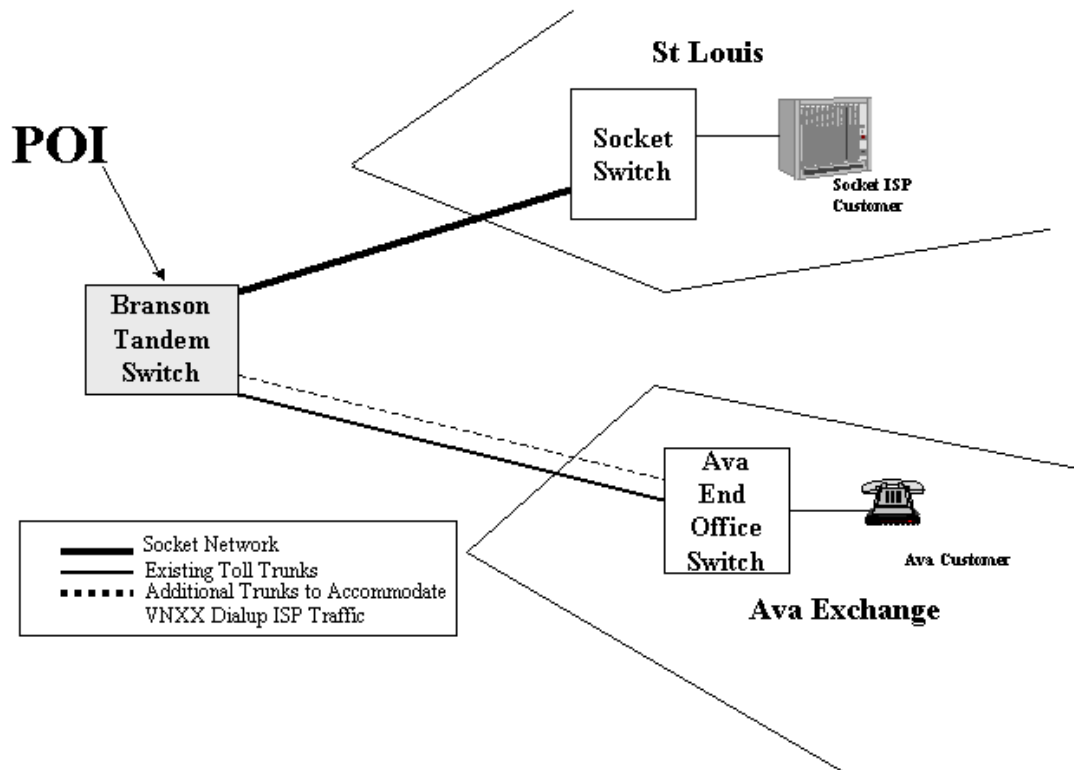 St Louis
POI
Socket
Switch
Socket ISP
Customer
Branson
Tandem
Switch
Ava
End
Office
Switch
Ava Customer
Ava Exchange
Socket Network
Existing Toll Trunks
Additional Trunks to Accommodate
VNXX Dialup ISP Traffic